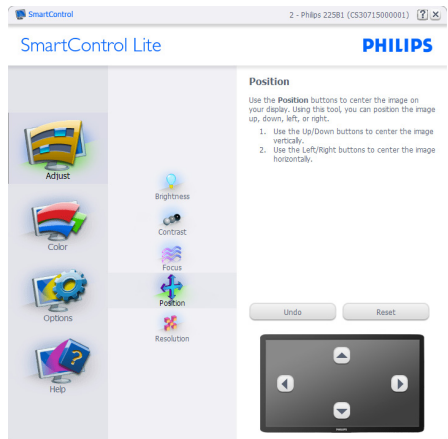 SmartControl
2 - Philips 225B1 (CS30715000001)
? ×
SmartControl Lite
PHILIPS
Adjust
Color
Options
Help
Brightness
Contrast
Focus
Position
Resolution
Position
Use the Position buttons to center the image on
your display. Using this tool, you can position the image
up, down, left, or right.
1. Use the Up/Down buttons to center the image
vertically.
2. Use the Left/Right buttons to center the image
horizontally.
Undo
Reset
PHILIPS